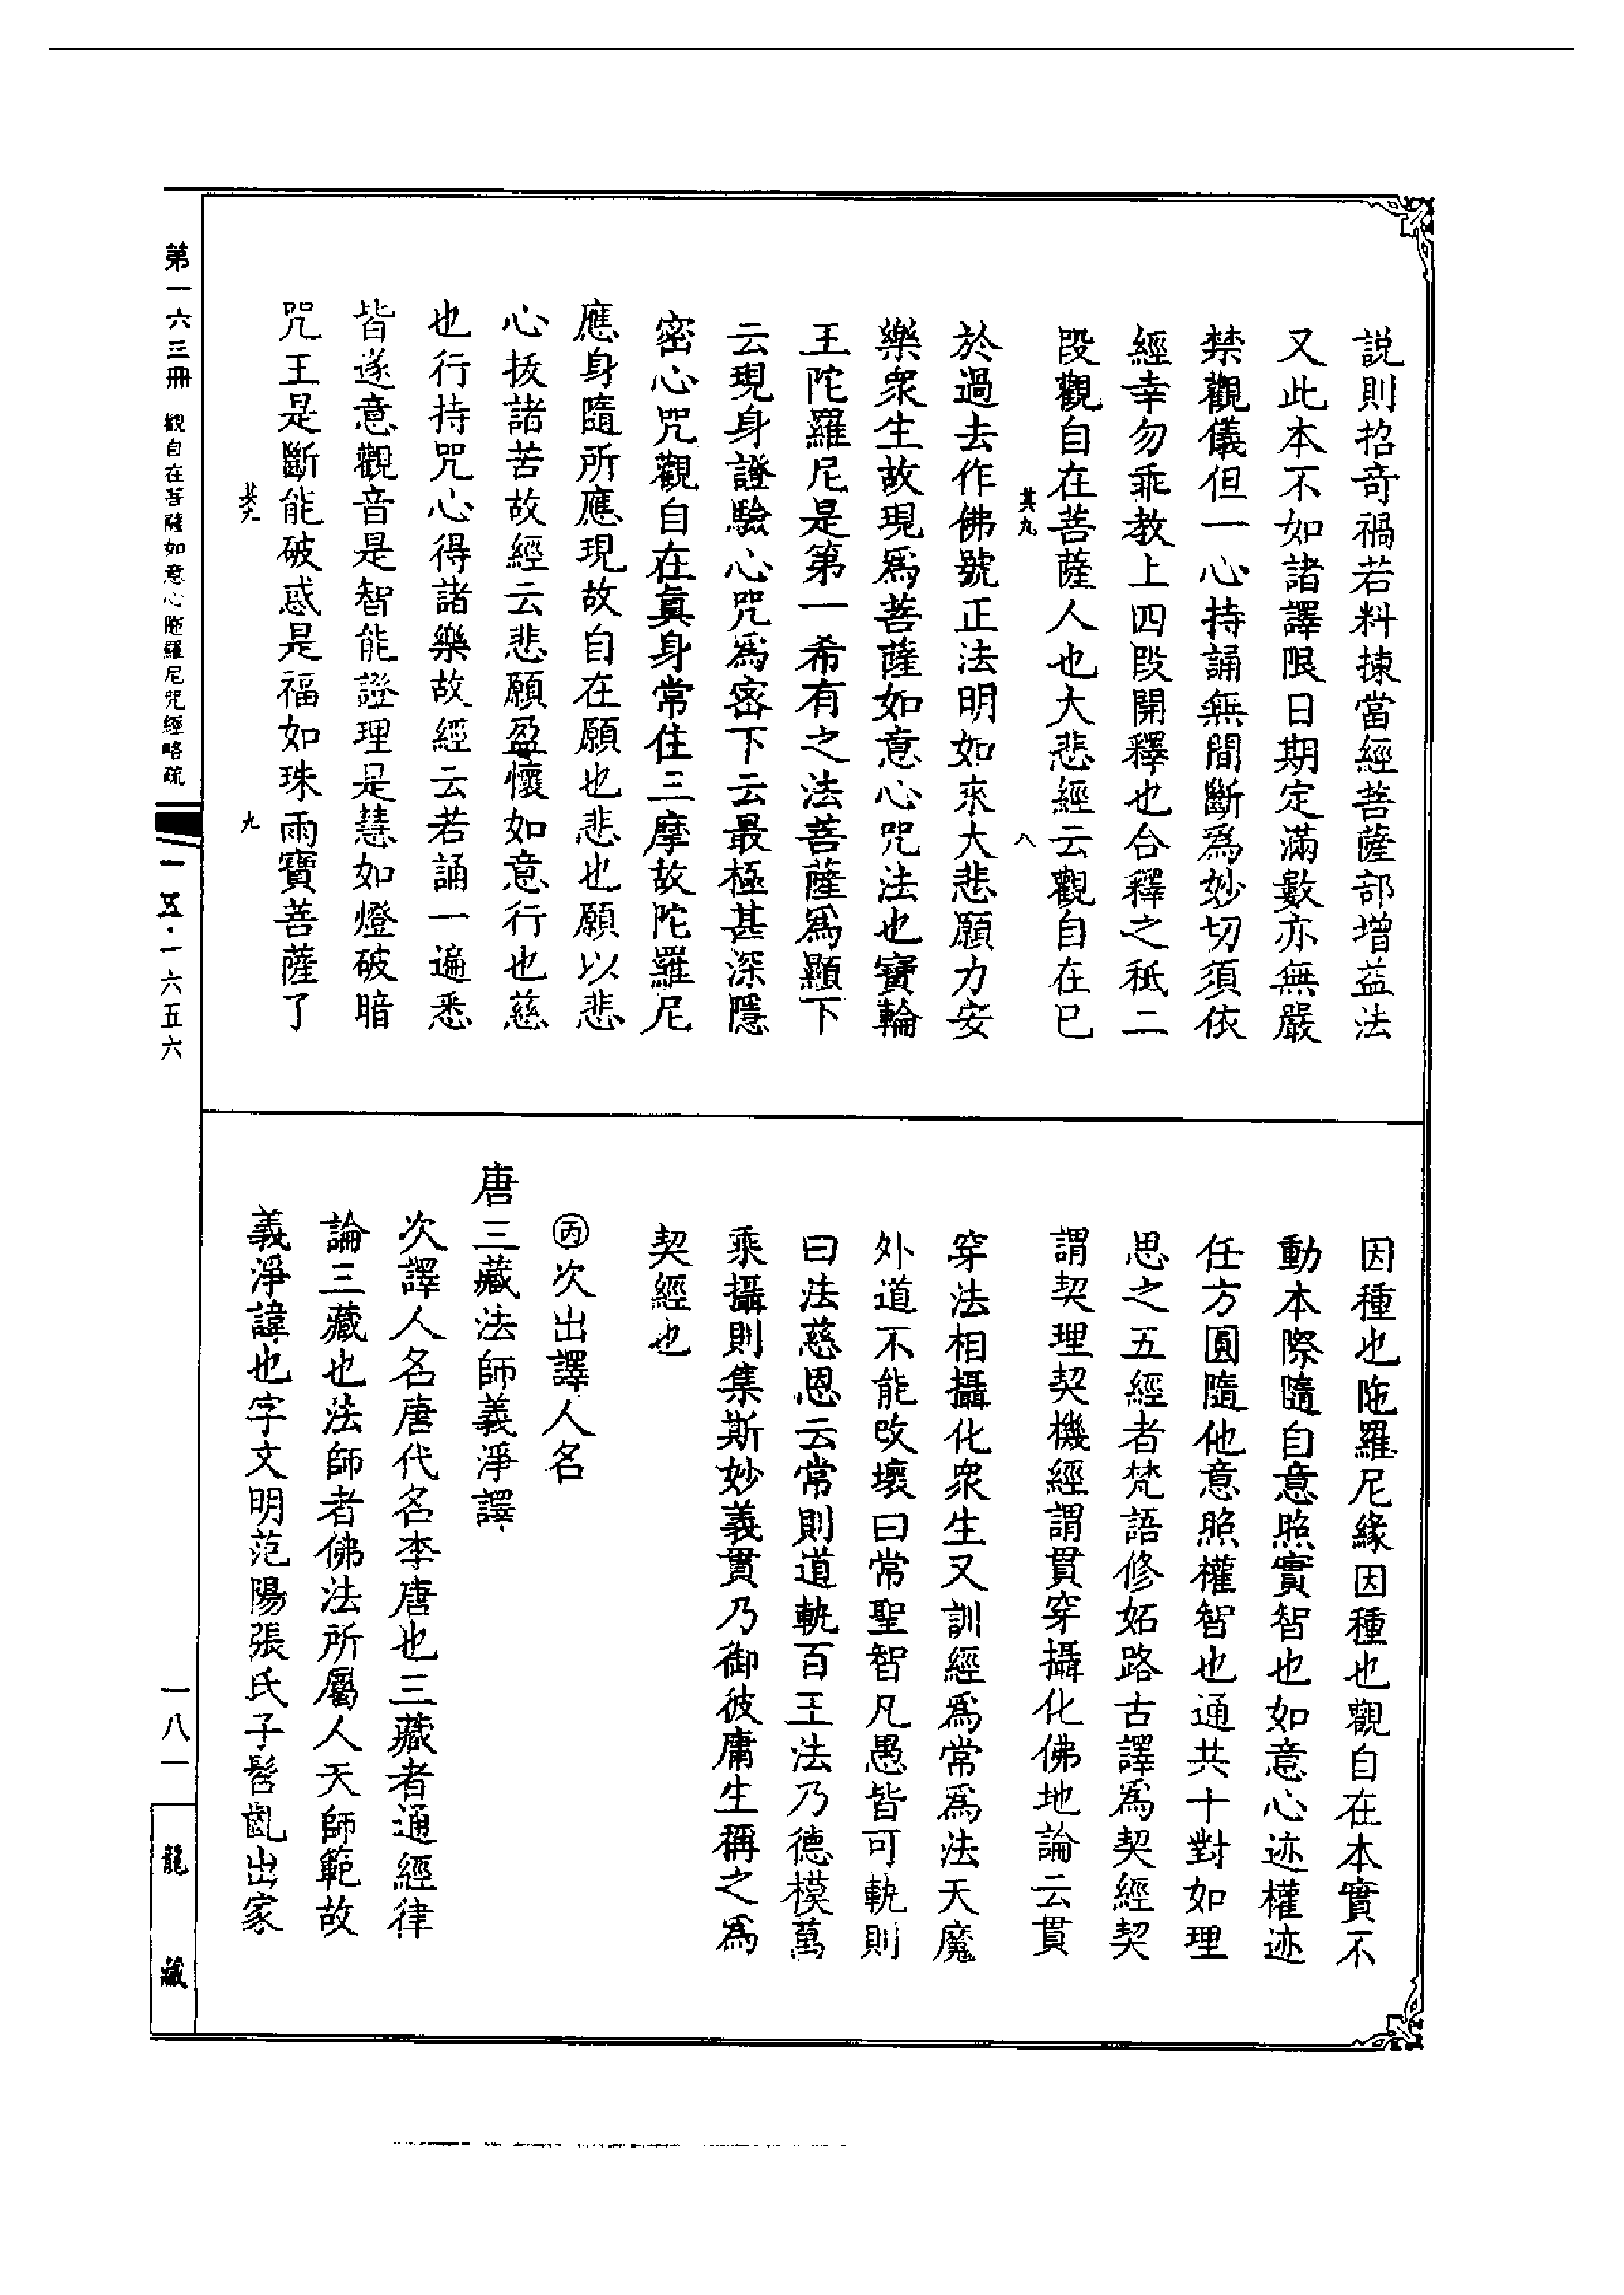 説則招奇禍若料揀當經菩薩部增益法
又此本不如諸譯限日期定滿數亦無嚴
禁觀儀但一心持誦無間斷爲妙切須依
經幸勿乖教上四段開釋也合釋之秪二
段觀自在菩薩人也大悲經云觀自在已
其九 八
於過去作佛號正法明如來大悲願力安
樂衆生故現爲菩薩如意心咒法也寶輪
王陀羅尼是第一希有之法菩薩爲顯下
云現身證驗心咒爲密下云最極甚深隱
密心咒觀自在眞身常住三摩故陀羅尼
應身隨所應現故自在願也悲也願以悲
心拔諸苦故經云悲願盈懷如意行也慈
也行持咒心得諸樂故經云若誦一遍悉
皆遂意觀音是智能證理是慧如燈破暗
咒王是斷能破惑是福如珠雨寶菩薩了
其九 九
因種也陁羅尼緣因種也觀自在本實不
動本際隨自意照實智也如意心迹權迹
任方圓隨他意照權智也通共十對如理
思之五經者梵語修妬路古譯爲契經契
謂契理契機經謂貫穿攝化佛地論云貫
穿法相攝化衆生又訓經爲常爲法天魔
外道不能改壞曰常聖智凡愚皆可軌則
曰法慈恩云常則道軌百王法乃德模萬
乘攝則集斯妙義貫乃御彼庸生稱之爲
契經也
㊅次出譯人名
唐三藏法師義淨譯
次譯人名唐代名李唐也三藏者通經律
論三藏也法師者佛法所屬人天師範故
義淨諱也字文明范陽張氏子髫齓出家
第一六三冊 觀自在菩薩如意心陁羅尼咒經略疏
一五·一六五六
一八一
龍藏